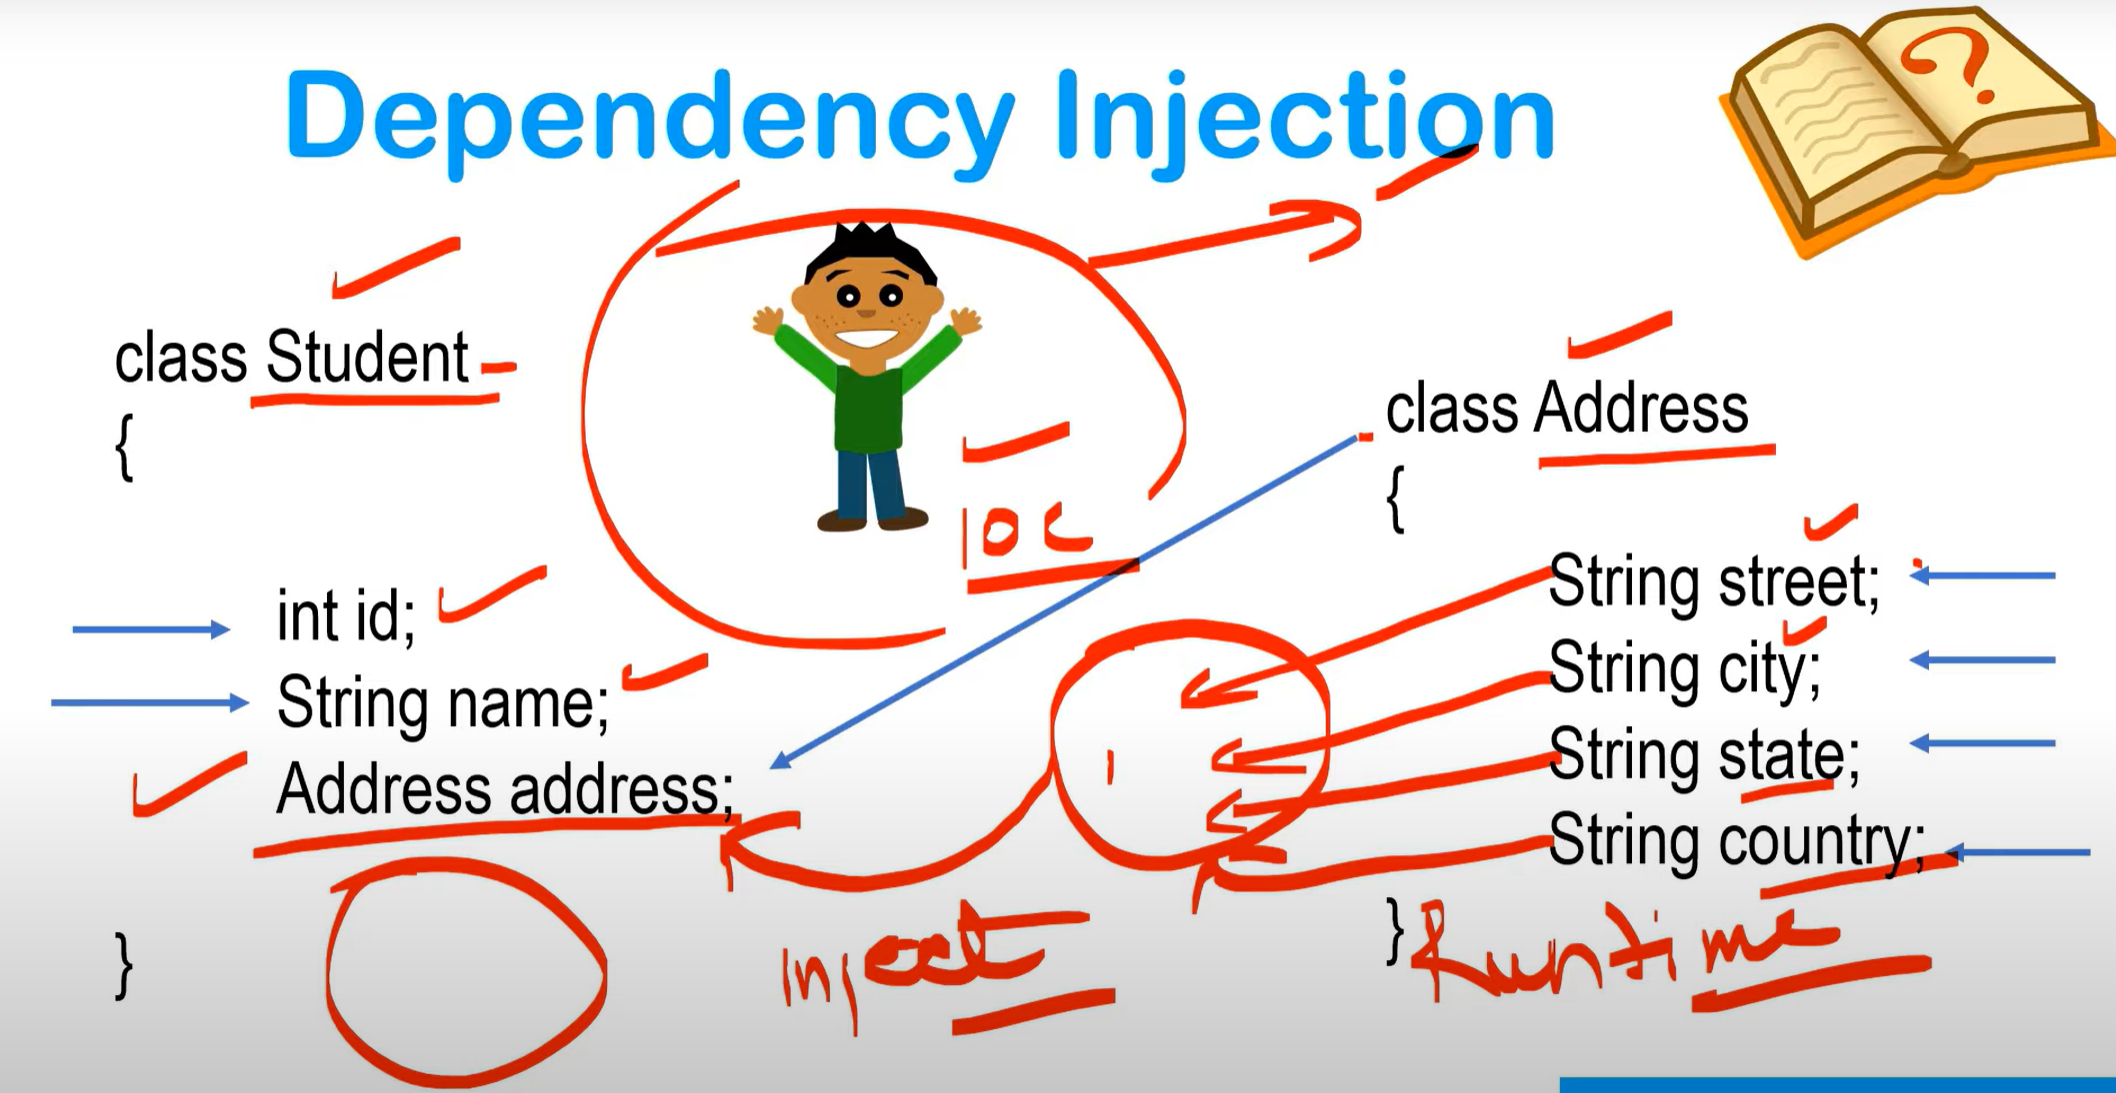 Dependency Injection
?
class Student
{
int id;
String name;
Address address;
}
IOC
Inject
class Address
{
String street;
String city;
String state;
String country;
}
Runtime